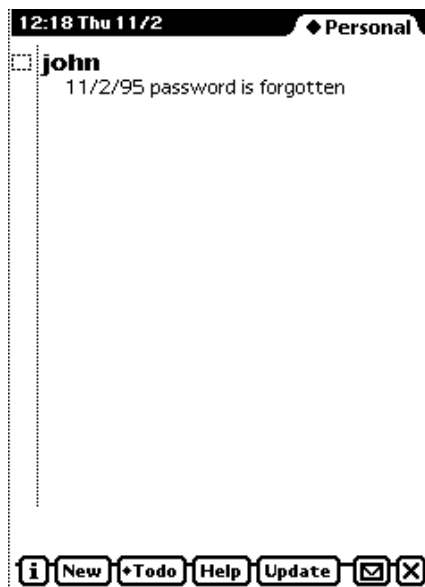 12:18 Thu 11/2 ◆Personal
john
11/2/95 password is forgotten
i New ◆Todo Help Update X